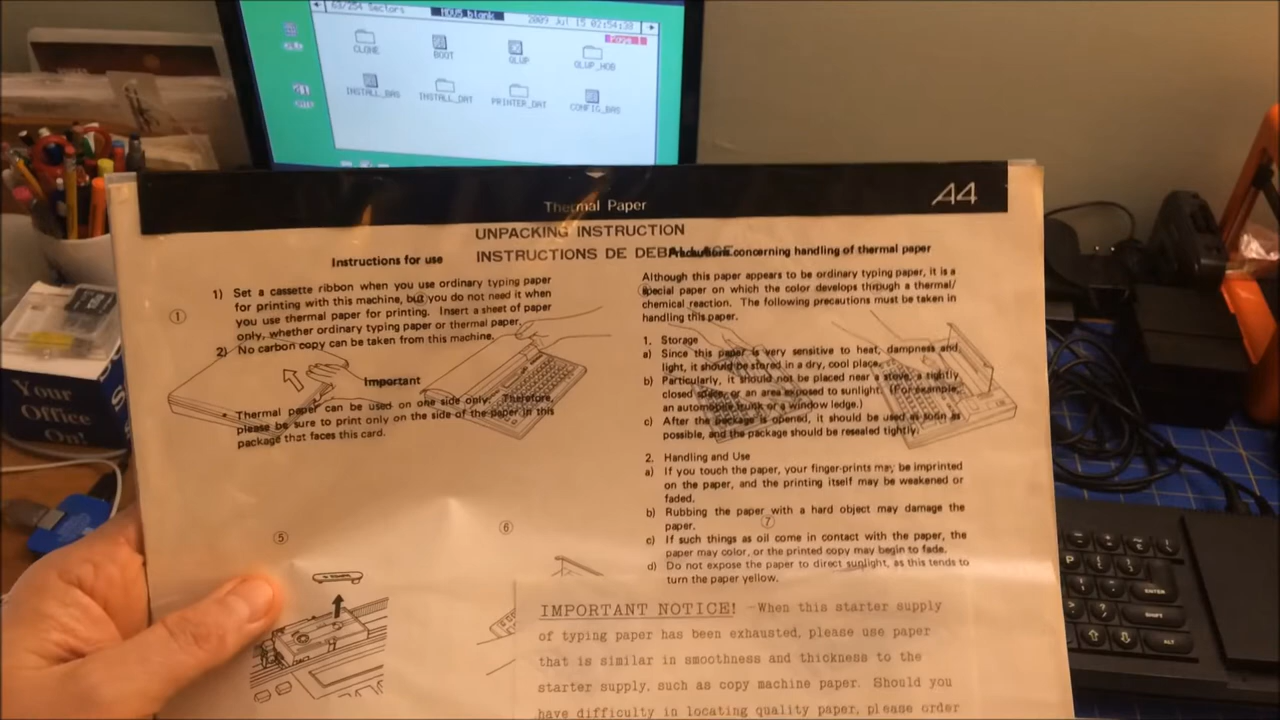 63/254 Sectors
MDV5_blank
2009 Jul 15 02:54:38
CLONE
BOOT
QLUP
QLUP_HOB
INSTALL_BAS
INSTALL_DAT
PRINTER_DAT
CONFIG_BAS
Thermal Paper
A4
UNPACKING INSTRUCTION
INSTRUCTIONS DE DEBALLAGE
Instructions for use
1) Set a cassette ribbon when you use ordinary typing paper
for printing with this machine, but you do not need it when
you use thermal paper for printing. Insert a sheet of paper
only, whether ordinary typing paper or thermal paper.
2) No carbon copy can be taken from this machine.
Important
Thermal paper can be used on one side only. Therefore,
please be sure to print only on the side of the paper in this
package that faces this card.
1
5
6
7
Precautions concerning handling of thermal paper
Although this paper appears to be ordinary typing paper, it is a
special paper on which the color develops through a thermal/
chemical reaction. The following precautions must be taken in
handling this paper.
1. Storage
a) Since this paper is very sensitive to heat, dampness and
light, it should be stored in a dry, cool place.
b) Particularly, it should not be placed near a stove, a tightly
closed space, or an area exposed to sunlight. (For example,
an automobile trunk or a window ledge.)
c) After the package is opened, it should be used as soon as
possible, and the package should be resealed tightly.
2. Handling and Use
a) If you touch the paper, your finger-prints may be imprinted
on the paper, and the printing itself may be weakened or
faded.
b) Rubbing the paper with a hard object may damage the
paper.
c) If such things as oil come in contact with the paper, the
paper may color, or the printed copy may begin to fade.
d) Do not expose the paper to direct sunlight, as this tends to
turn the paper yellow.
IMPORTANT NOTICE! -When this starter supply
of typing paper has been exhausted, please use paper
that is similar in smoothness and thickness to the
starter supply, such as copy machine paper. Should you
have difficulty in locating quality paper, please order
Your
Office
On!
P
ENTER
SHIFT
ALT